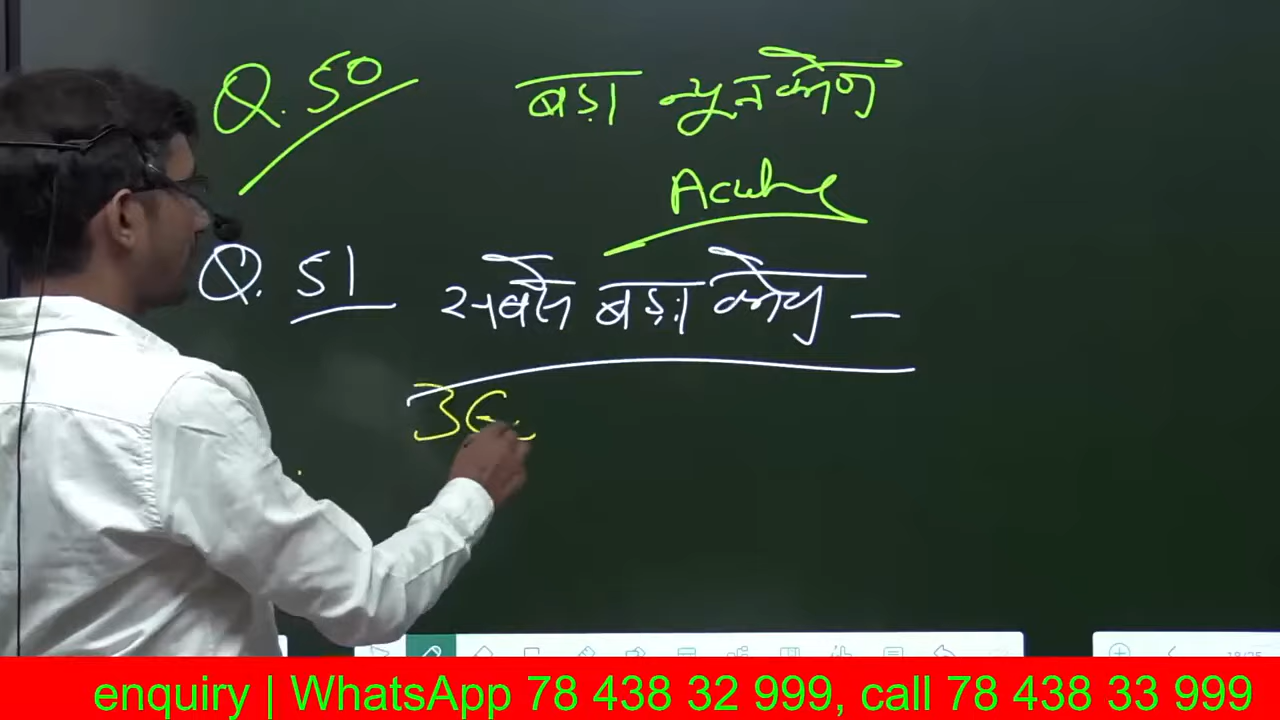 Q. 50 बड़ा न्यूनकोण
Acute
Q. 51 सबसे बड़ा कोण –
36
enquiry | WhatsApp 78 438 32 999, call 78 438 33 999